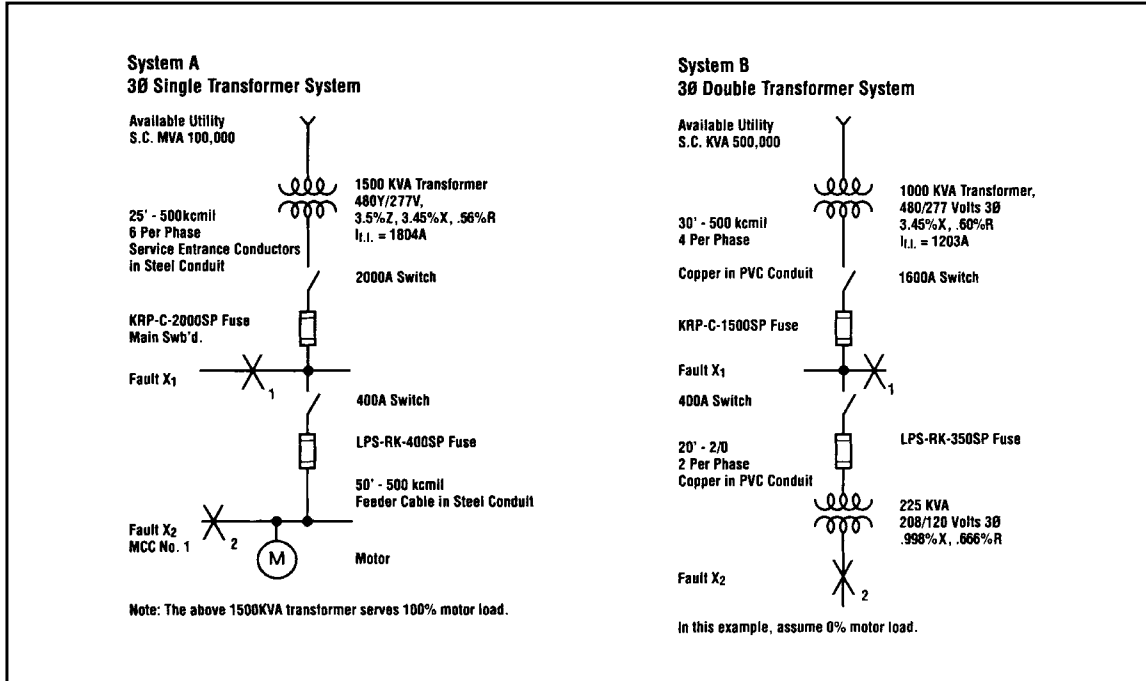 System A
3Ø Single Transformer System
Available Utility
S.C. MVA 100,000
1500 KVA Transformer
480Y/277V,
3.5%Z, 3.45%X, .56%R
If.l. = 1804A
25' - 500kcmil
6 Per Phase
Service Entrance Conductors
in Steel Conduit
2000A Switch
KRP-C-2000SP Fuse
Main Swb'd.
Fault X1
1
400A Switch
LPS-RK-400SP Fuse
50' - 500 kcmil
Feeder Cable in Steel Conduit
Fault X2
MCC No. 1
2
M
Motor
Note: The above 1500KVA transformer serves 100% motor load.
System B
3Ø Double Transformer System
Available Utility
S.C. KVA 500,000
1000 KVA Transformer,
480/277 Volts 3Ø
3.45%X, .60%R
If.l. = 1203A
30' - 500 kcmil
4 Per Phase
Copper in PVC Conduit
1600A Switch
KRP-C-1500SP Fuse
Fault X1
1
400A Switch
LPS-RK-350SP Fuse
20' - 2/0
2 Per Phase
Copper in PVC Conduit
225 KVA
208/120 Volts 3Ø
.998%X, .666%R
Fault X2
2
In this example, assume 0% motor load.